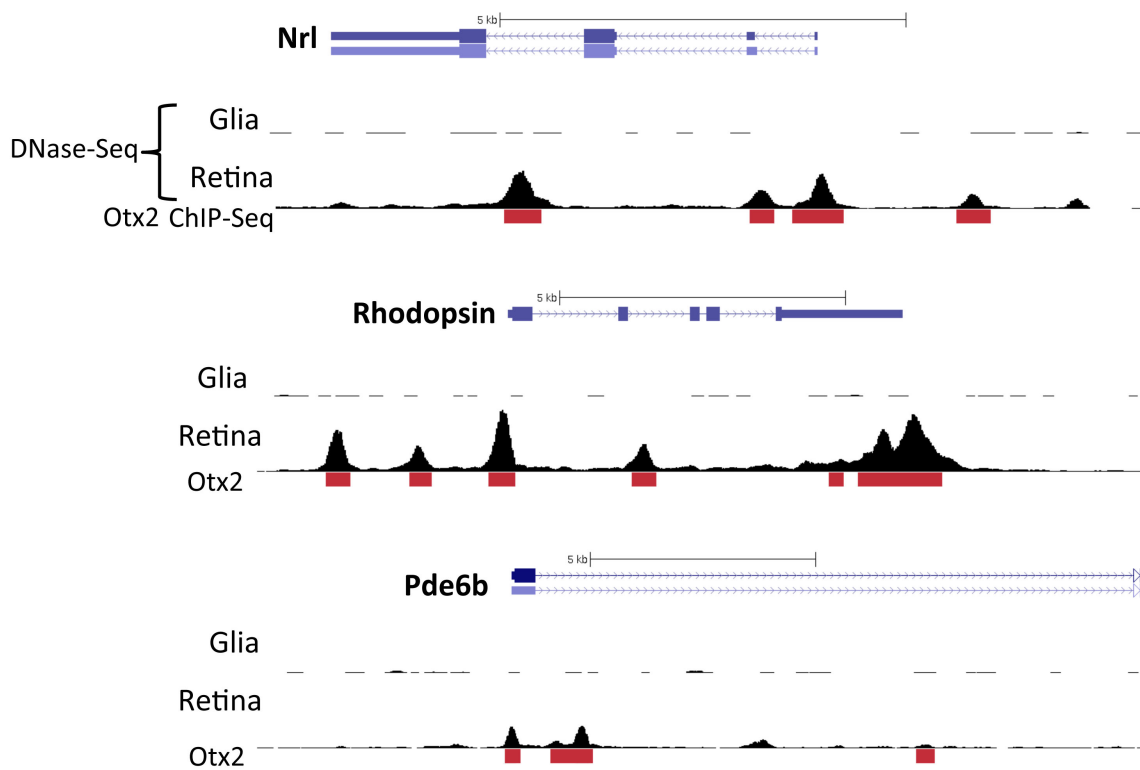 5 kb
Nrl
Glia
DNase-Seq
Retina
Otx2 ChIP-Seq
5 kb
Rhodopsin
Glia
Retina
Otx2
5 kb
Pde6b
Glia
Retina
Otx2